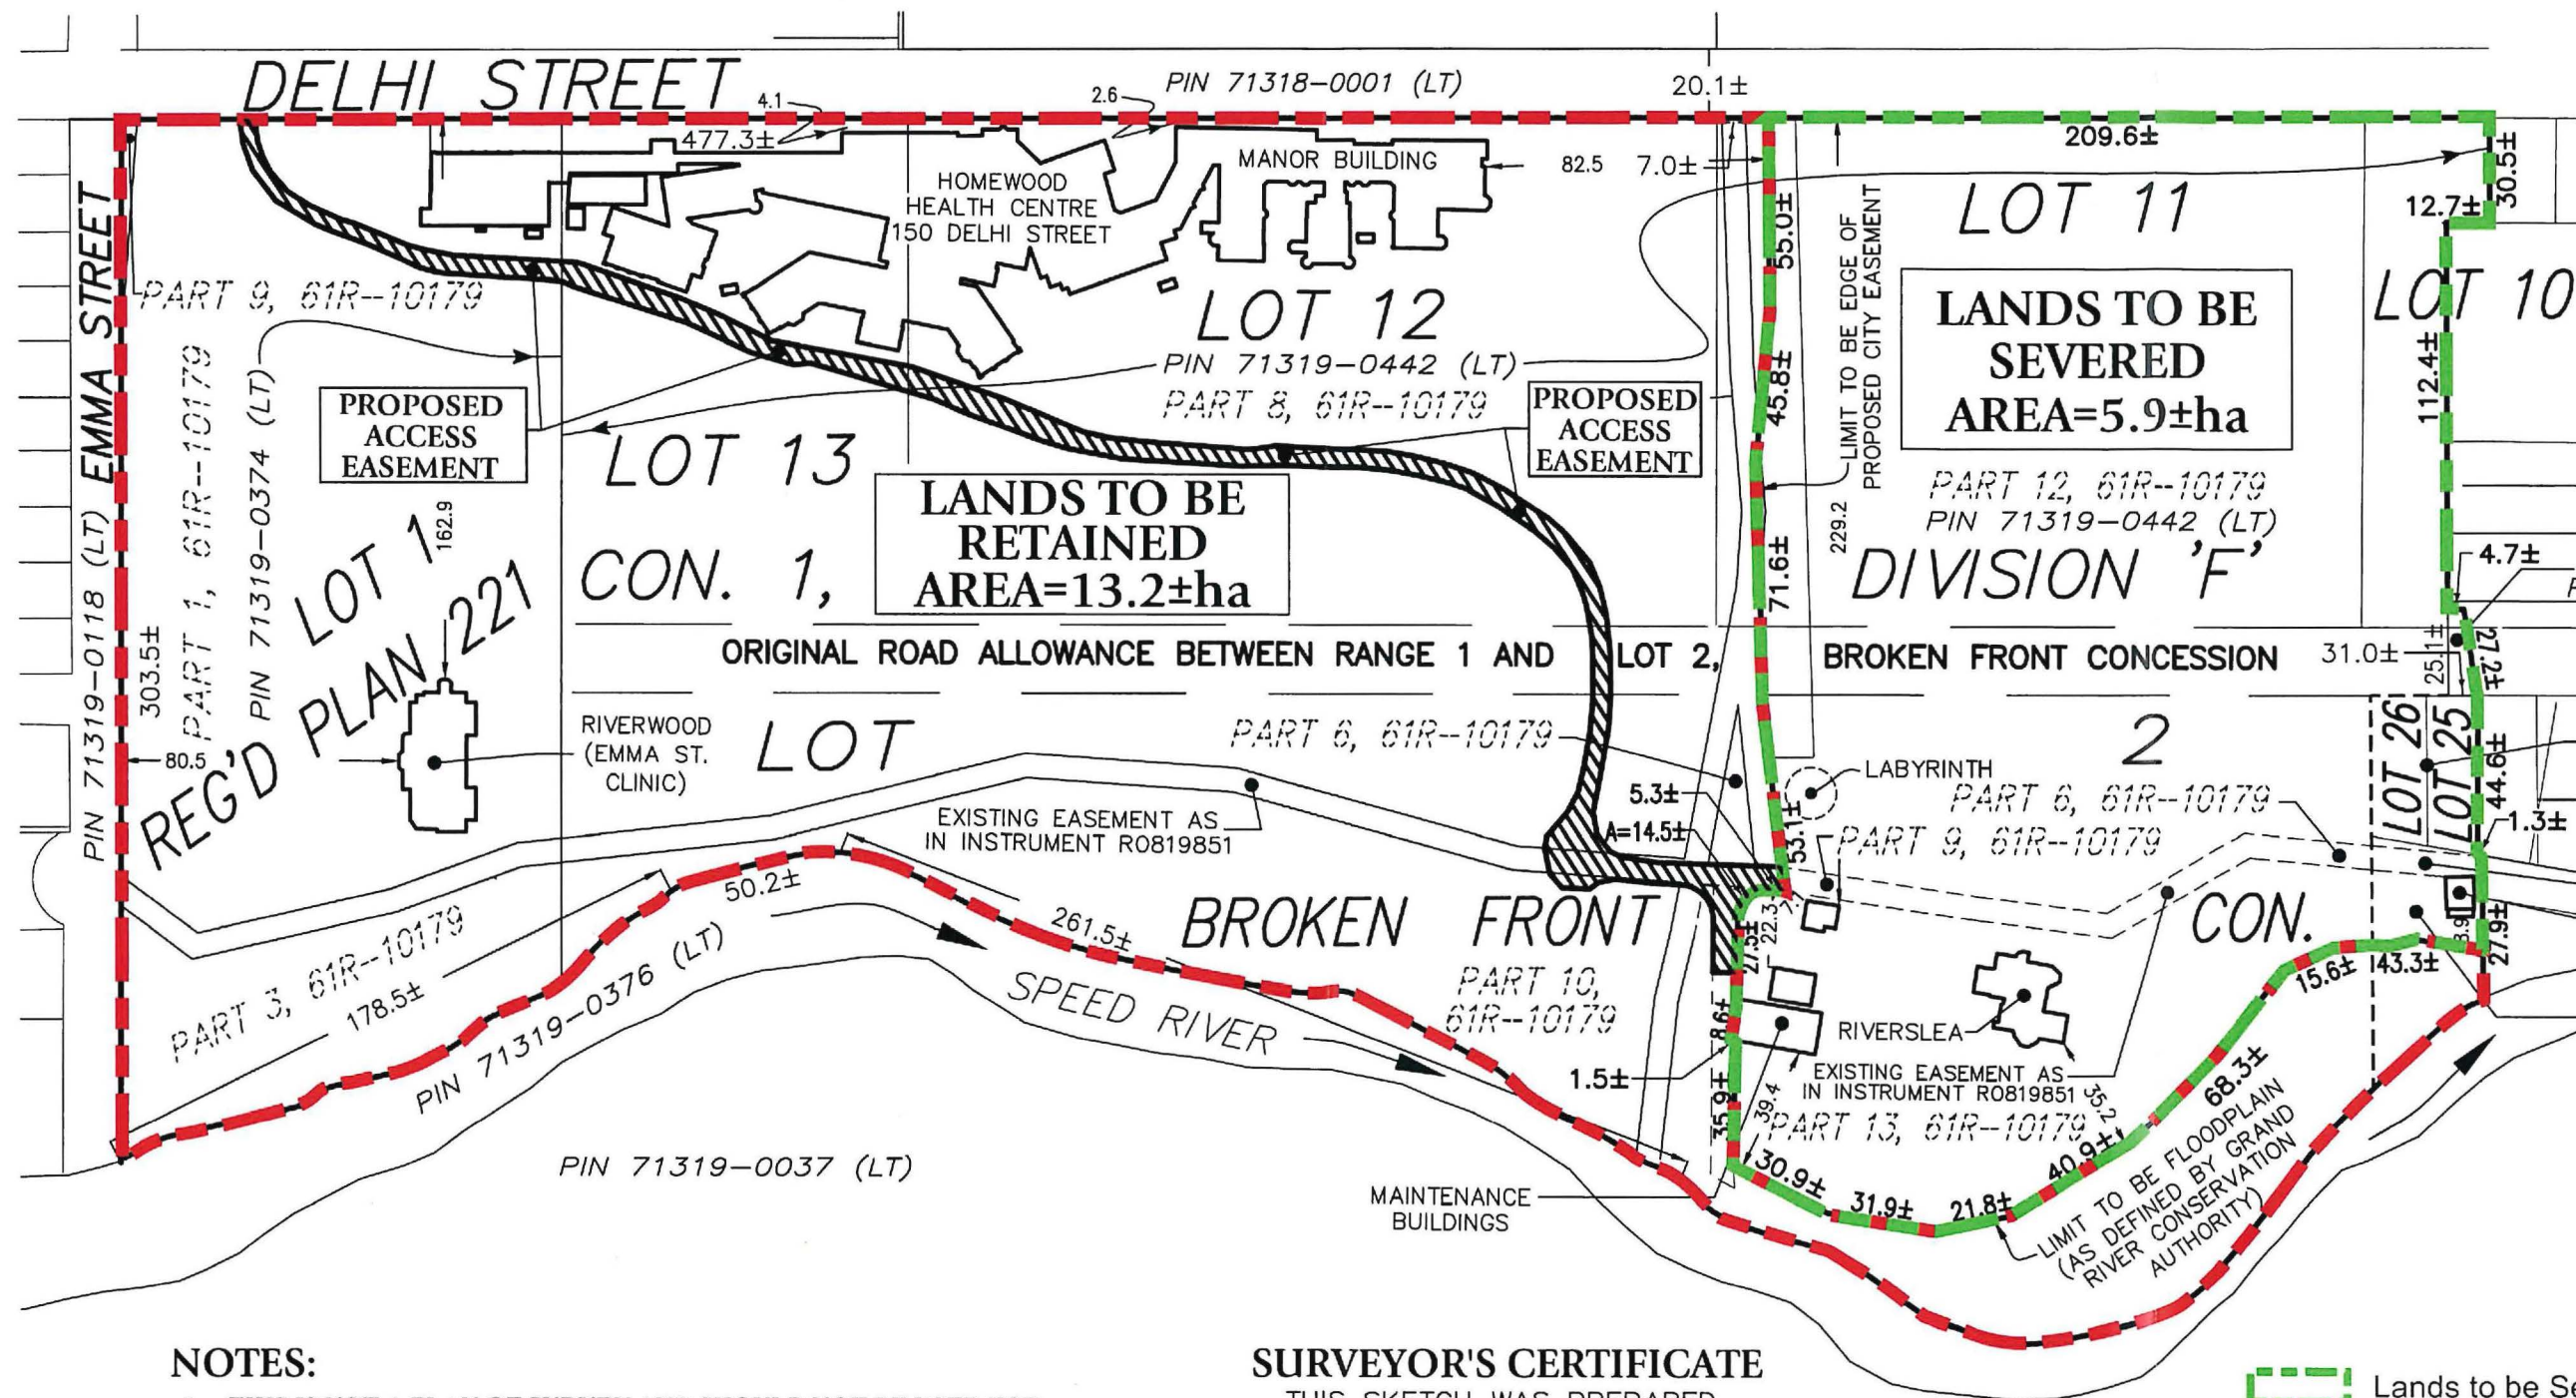 DELHI STREET
PIN 71318-0001 (LT)
20.1±
4.1
2.6
477.3±
209.6±
MANOR BUILDING
82.5
7.0±
30.5±
12.7±
HOMEWOOD
HEALTH CENTRE
150 DELHI STREET
LOT 11
LOT 10
EMMA STREET
PIN 71319-0118 (LT)
55.0±
LIMIT TO BE EDGE OF
PROPOSED CITY EASEMENT
PART 9, 61R--10179
LOT 12
PIN 71319-0442 (LT)
PART 8, 61R--10179
LANDS TO BE
SEVERED
AREA=5.9±ha
45.8±
112.4±
PART 1, 61R--10179
PIN 71319-0374 (LT)
PROPOSED
ACCESS
EASEMENT
PROPOSED
ACCESS
EASEMENT
LOT 13
CON. 1,
LANDS TO BE
RETAINED
AREA=13.2±ha
PART 12, 61R--10179
PIN 71319-0442 (LT)
DIVISION 'F'
229.2
71.6±
162.9
4.7±
LOT 1
REG'D PLAN 221
303.5±
80.5
ORIGINAL ROAD ALLOWANCE BETWEEN RANGE 1 AND LOT 2, BROKEN FRONT CONCESSION
31.0±
25.1±
27.2±
RIVERWOOD
(EMMA ST.
CLINIC)
LOT
2
PART 6, 61R--10179
LOT 26
LOT 25
44.6±
1.3±
LABYRINTH
PART 6, 61R--10179
PART 9, 61R--10179
5.3±
A=14.5±
53.1±
EXISTING EASEMENT AS
IN INSTRUMENT R0819851
50.2±
261.5±
PART 3, 61R--10179
178.5±
PIN 71319-0376 (LT)
BROKEN FRONT
CON.
PART 10,
61R--10179
22.3
27.5±
27.9±
15.6±
43.3±
SPEED RIVER
RIVERSLEA
EXISTING EASEMENT AS
IN INSTRUMENT R0819851
PART 13, 61R--10179
1.5±
35.9±
39.4
35.2
68.3±
40.9±
30.9±
31.9±
21.8±
PIN 71319-0037 (LT)
MAINTENANCE
BUILDINGS
LIMIT TO BE FLOODPLAIN
(AS DEFINED BY GRAND
RIVER CONSERVATION
AUTHORITY)
NOTES:
SURVEYOR'S CERTIFICATE
THIS SKETCH WAS PREPARED
Lands to be Se